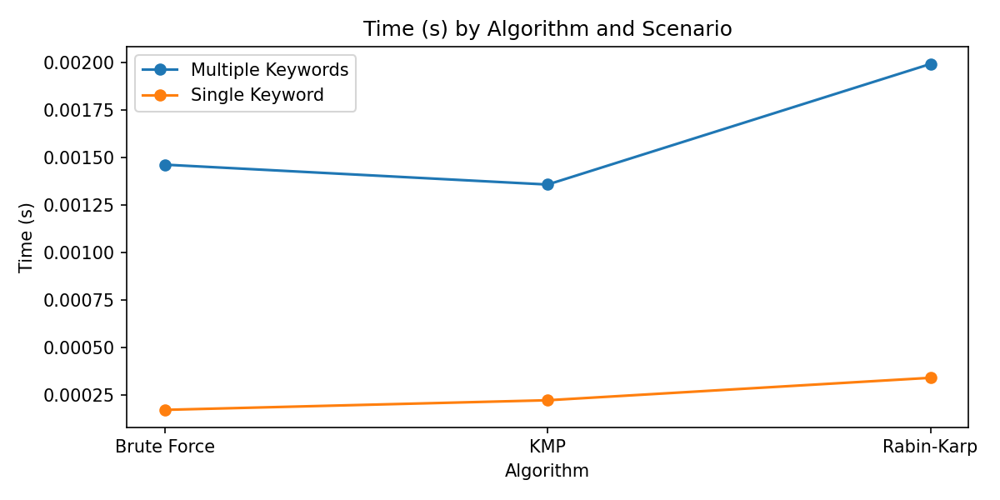 Time (s) by Algorithm and Scenario
Multiple Keywords
Single Keyword
0.00200
0.00175
0.00150
0.00125
0.00100
0.00075
0.00050
0.00025
Time (s)
Brute Force KMP Rabin-Karp
Algorithm